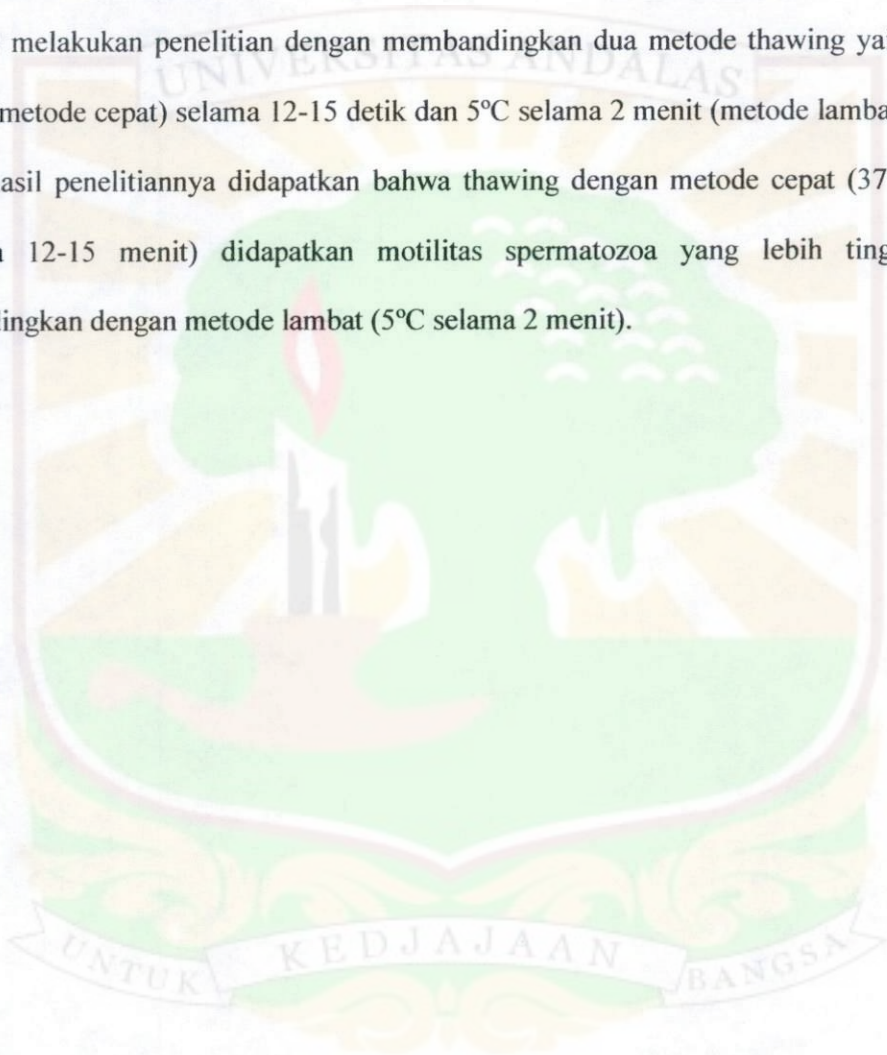 melakukan penelitian dengan membandingkan dua metode thawing ya
metode cepat) selama 12-15 detik dan 5ºC selama 2 menit (metode lamba
asil penelitiannya didapatkan bahwa thawing dengan metode cepat (37
12-15 menit) didapatkan motilitas spermatozoa yang lebih ting
ingkan dengan metode lambat (5ºC selama 2 menit).
UNIVERSITAS ANDALAS
UNTUK KEDJAJAAN BANGSA